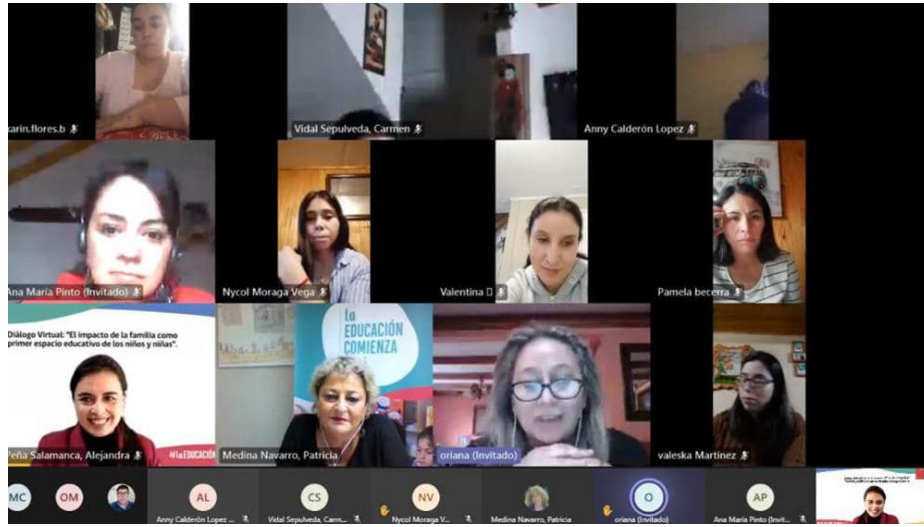 karin.flores.b
Vidal Sepulveda, Carmen
Anny Calderón Lopez
Ana María Pinto (Invitado)
Nycol Moraga Vega
Valentina
Pamela becerra
Diálogo Virtual: "El impacto de la familia como
primer espacio educativo de los niños y niñas".
la
EDUCACIÓN
COMIENZA
Peña Salamanca, Alejandra
#laEDUCACIÓN
Medina Navarro, Patricia
oriana (Invitado)
valeska Martinez
MC
OM
AL
Anny Calderón Lopez ...
CS
Vidal Sepulveda, Carm...
NV
Nycol Moraga V...
Medina Navarro, Patricia
O
oriana (Invitado)
AP
Ana María Pinto (Invit...